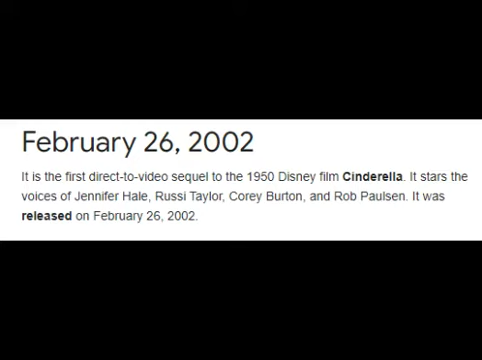 February 26, 2002
It is the first direct-to-video sequel to the 1950 Disney film Cinderella. It stars the
voices of Jennifer Hale, Russi Taylor, Corey Burton, and Rob Paulsen. It was
released on February 26, 2002.